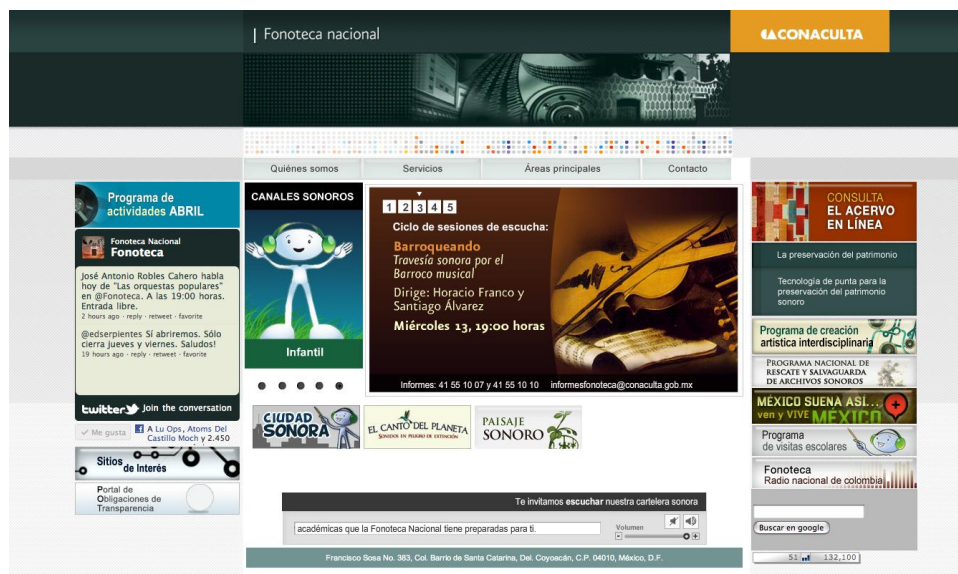 | Fonoteca nacional
CONACULTA
Quiénes somos
Servicios
Áreas principales
Contacto
Programa de
actividades ABRIL
Fonoteca Nacional
Fonoteca
José Antonio Robles Cahero habla
hoy de "Las orquestas populares"
en @Fonoteca. A las 19:00 horas.
Entrada libre.
2 hours ago · reply · retweet · favorite
@edserpientes Sí abriremos. Sólo
cierra jueves y viernes. Saludos!
19 hours ago · reply · retweet · favorite
twitter Join the conversation
Me gusta
A Lu Ops, Atoms Del
Castillo Moch y 2.450
Sitios
de Interés
Portal de
Obligaciones de
Transparencia
CANALES SONOROS
Infantil
1 2 3 4 5
Ciclo de sesiones de escucha:
Barroqueando
Travesía sonora por el
Barroco musical
Dirige: Horacio Franco y
Santiago Álvarez
Miércoles 13, 19:00 horas
Informes: 41 55 10 07 y 41 55 10 10 informesfonoteca@conaculta.gob.mx
CIUDAD
SONORA
EL CANTO DEL PLANETA
SONIDOS EN PELIGRO DE EXTINCIÓN
PAISAJE
SONORO
Te invitamos escuchar nuestra cartelera sonora
académicas que la Fonoteca Nacional tiene preparadas para ti.
Volumen
Francisco Sosa No. 383, Col. Barrio de Santa Catarina, Del. Coyoacán, C.P. 04010, México, D.F.
CONSULTA
EL ACERVO
EN LÍNEA
La preservación del patrimonio
Tecnología de punta para la
preservación del patrimonio
sonoro
Programa de creación
artística interdisciplinaria
PROGRAMA NACIONAL DE
RESCATE Y SALVAGUARDA
DE ARCHIVOS SONOROS
MÉXICO SUENA ASÍ...
ven y VIVE MÉXICO
Programa
de visitas escolares
Fonoteca
Radio nacional de colombia
Buscar en google
51 132,100